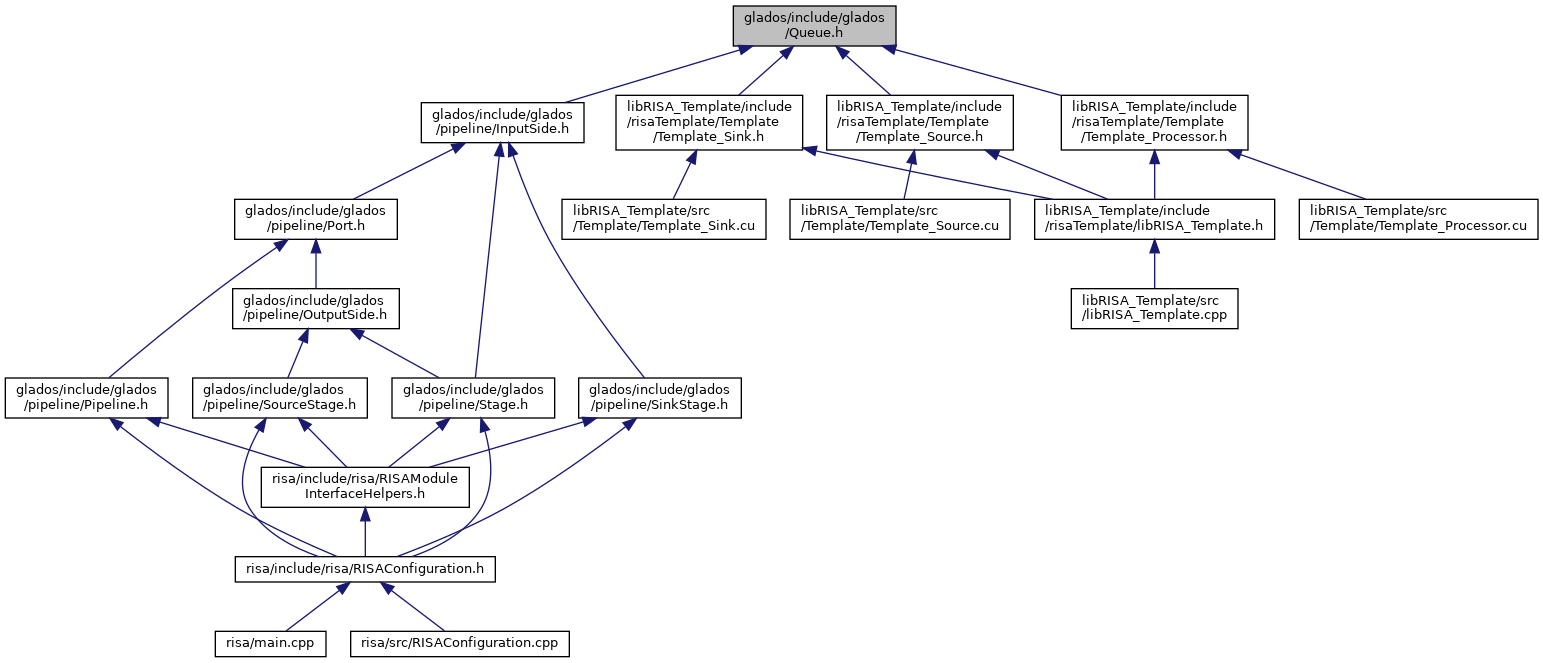 glados/include/glados
/Queue.h
glados/include/glados
/pipeline/InputSide.h
libRISA_Template/include
/risaTemplate/Template
/Template_Sink.h
libRISA_Template/include
/risaTemplate/Template
/Template_Source.h
libRISA_Template/include
/risaTemplate/Template
/Template_Processor.h
glados/include/glados
/pipeline/Port.h
libRISA_Template/src
/Template/Template_Sink.cu
libRISA_Template/src
/Template/Template_Source.cu
libRISA_Template/include
/risaTemplate/libRISA_Template.h
libRISA_Template/src
/Template/Template_Processor.cu
glados/include/glados
/pipeline/OutputSide.h
libRISA_Template/src
/libRISA_Template.cpp
glados/include/glados
/pipeline/Pipeline.h
glados/include/glados
/pipeline/SourceStage.h
glados/include/glados
/pipeline/Stage.h
glados/include/glados
/pipeline/SinkStage.h
risa/include/risa/RISAModule
InterfaceHelpers.h
risa/include/risa/RISAConfiguration.h
risa/main.cpp
risa/src/RISAConfiguration.cpp